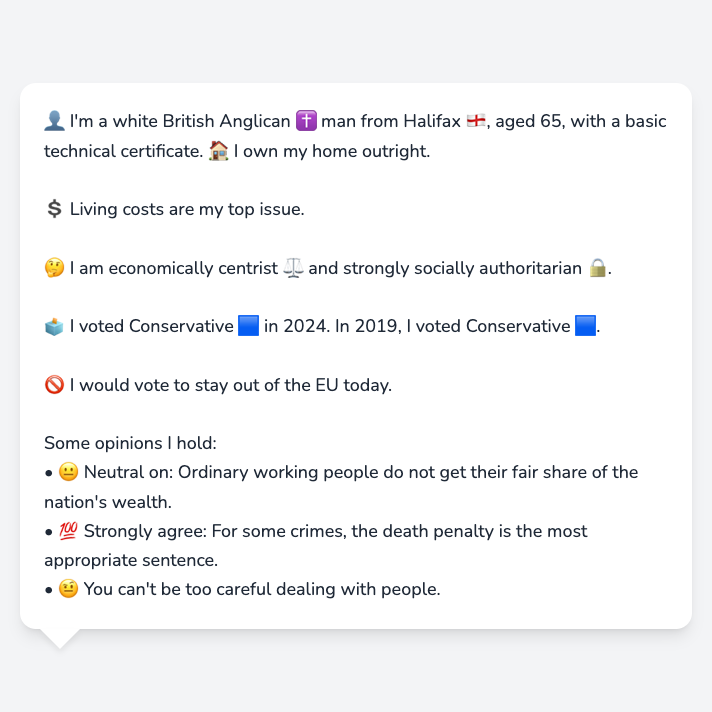 👤 I'm a white British Anglican ✝️ man from Halifax 🏴󠁧󠁢󠁥󠁮󠁧󠁿, aged 65, with a basic
technical certificate. 🏠 I own my home outright.
💲 Living costs are my top issue.
🤔 I am economically centrist ⚖️ and strongly socially authoritarian 🔒.
🗳️ I voted Conservative 🟦 in 2024. In 2019, I voted Conservative 🟦.
🚫 I would vote to stay out of the EU today.
Some opinions I hold:
• 😐 Neutral on: Ordinary working people do not get their fair share of the
nation's wealth.
• 💯 Strongly agree: For some crimes, the death penalty is the most
appropriate sentence.
• 🤨 You can't be too careful dealing with people.